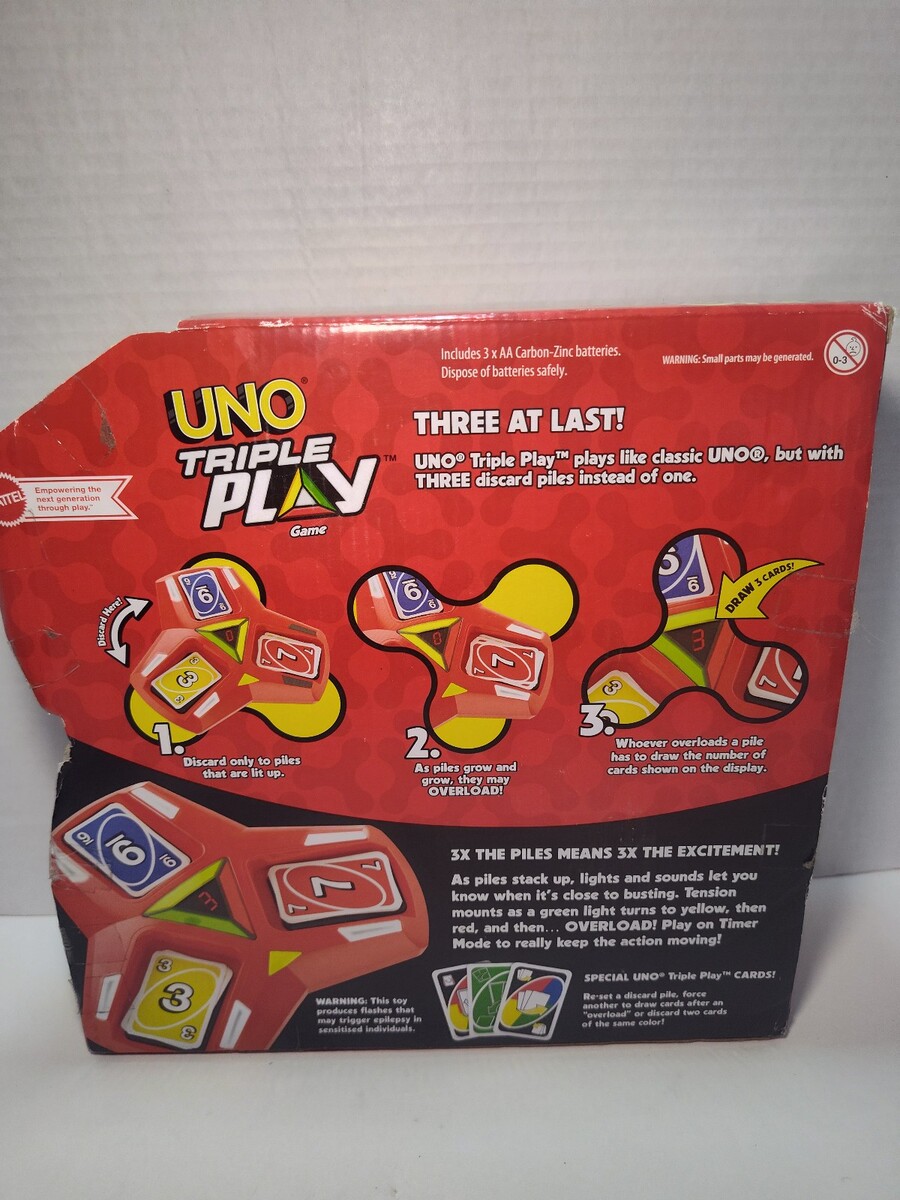 Includes 3 x AA Carbon-Zinc batteries.
Dispose of batteries safely.
WARNING: Small parts may be generated.
0-3
UNO®
TRIPLE
PLAY™
Game
THREE AT LAST!
UNO® Triple Play™ plays like classic UNO®, but with
THREE discard piles instead of one.
Empowering the
next generation
through play.™
Discard Here!
DRAW 3 CARDS!
1.
Discard only to piles
that are lit up.
2.
As piles grow and
grow, they may
OVERLOAD!
3.
Whoever overloads a pile
has to draw the number of
cards shown on the display.
3X THE PILES MEANS 3X THE EXCITEMENT!
As piles stack up, lights and sounds let you
know when it's close to busting. Tension
mounts as a green light turns to yellow, then
red, and then... OVERLOAD! Play on Timer
Mode to really keep the action moving!
WARNING: This toy
produces flashes that
may trigger epilepsy in
sensitised individuals.
SPECIAL UNO® Triple Play™ CARDS!
Re-set a discard pile, force
another to draw cards after an
"overload" or discard two cards
of the same color!